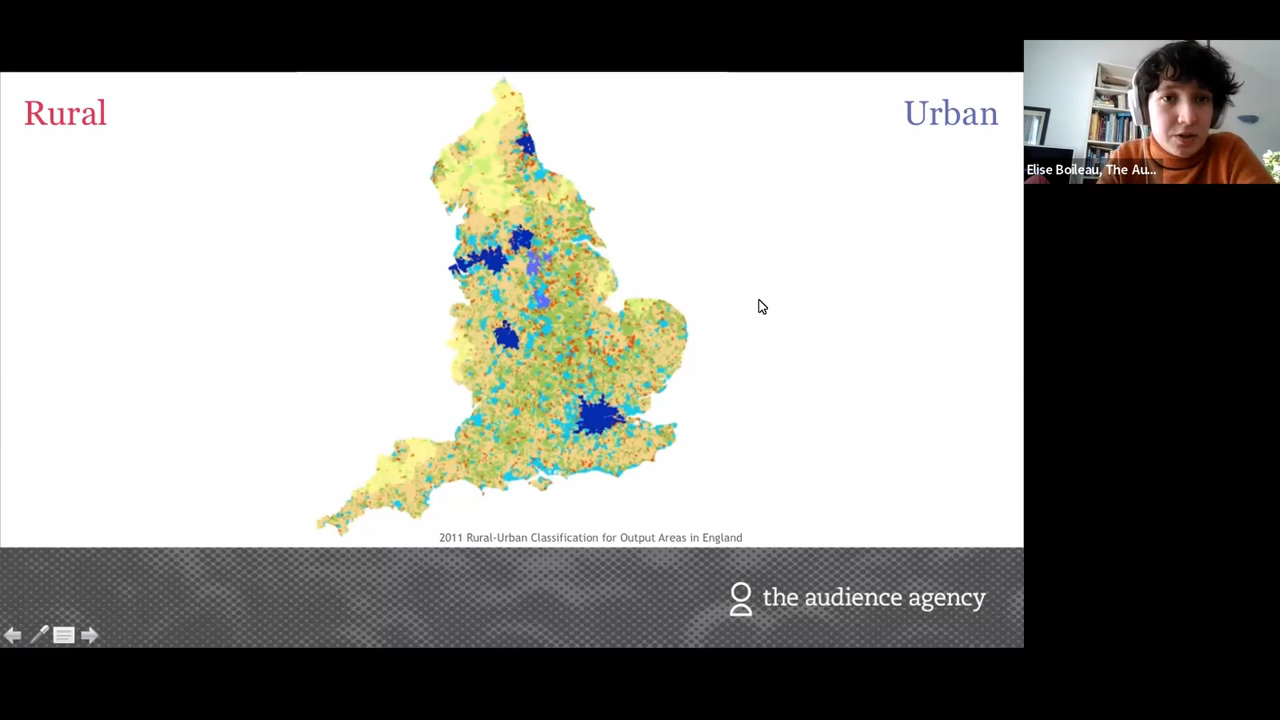 Rural
Urban
Elise Boileau, The Au...
2011 Rural-Urban Classification for Output Areas in England
the audience agency